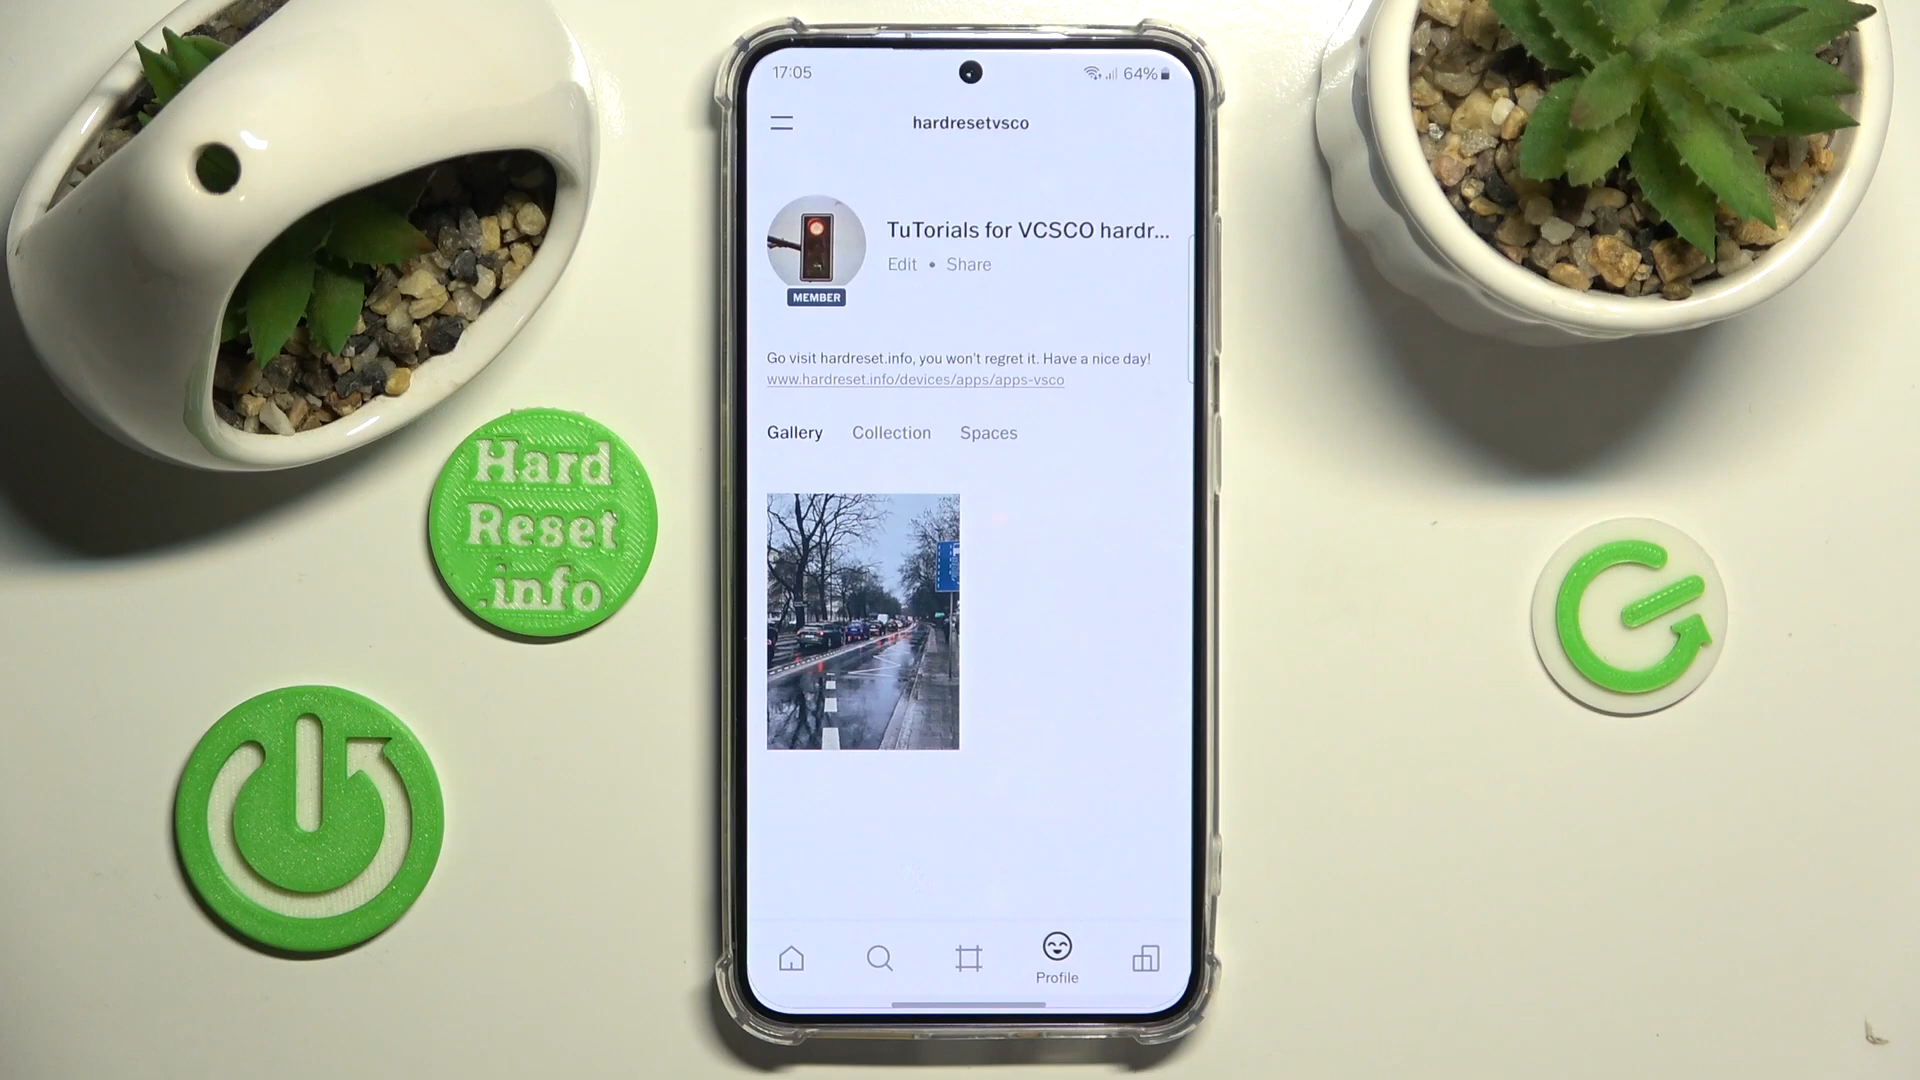 17:05
64%
hardresetvsco
TuTorials for VCSCO hardr...
Edit • Share
MEMBER
Go visit hardreset.info, you won't regret it. Have a nice day!
www.hardreset.info/devices/apps/apps-vsco
Gallery Collection Spaces
Profile
Hard
Reset
.info